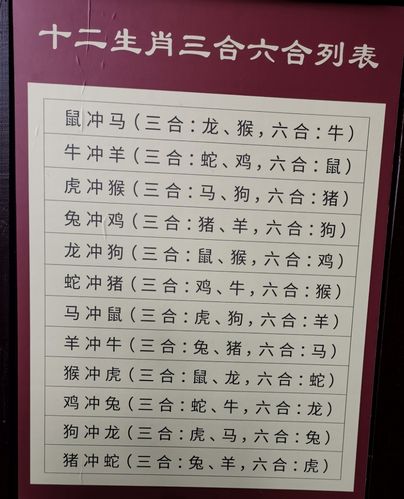 十二生肖三合六合列表
鼠冲马(三合:龙、猴,六合:牛)
牛冲羊(三合:蛇、鸡,六合:鼠)
虎冲猴(三合:马、狗,六合:猪)
兔冲鸡(三合:猪、羊,六合:狗)
龙冲狗(三合:鼠、猴,六合:鸡)
蛇冲猪(三合:鸡、牛,六合:猴)
马冲鼠(三合:虎、狗,六合:羊)
羊冲牛(三合:兔、猪,六合:马)
猴冲虎(三合:鼠、龙,六合:蛇)
鸡冲兔(三合:蛇、牛,六合:龙)
狗冲龙(三合:虎、马,六合:兔)
猪冲蛇(三合:兔、羊,六合:虎)